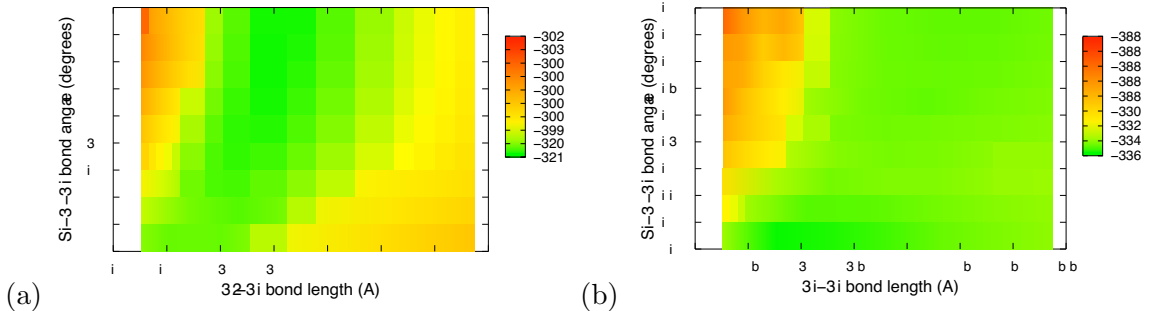 Si−3−3i bond angæ (degrees)
3
i
i i 3 3
32−3i bond length (A)
−302
−303
−300
−300
−300
−300
−399
−320
−321
(a)
Si−3−3i bond angæ (degrees)
i
i
i
i b
i
i 3
i
i i
i
i
b 3 3 b b b b b
3i−3i bond length (A)
−388
−388
−388
−388
−388
−330
−334
−336
(b)